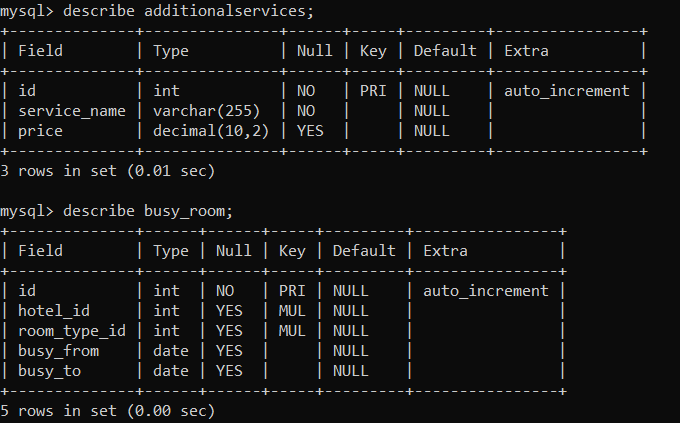 mysql> describe additionalservices;
+--------------+---------------+------+-----+---------+----------------+
| Field        | Type          | Null | Key | Default | Extra          |
+--------------+---------------+------+-----+---------+----------------+
| id           | int           | NO   | PRI | NULL    | auto_increment |
| service_name | varchar(255)  | NO   |     | NULL    |                |
| price        | decimal(10,2) | YES  |     | NULL    |                |
+--------------+---------------+------+-----+---------+----------------+
3 rows in set (0.01 sec)

mysql> describe busy_room;
+--------------+------+------+-----+---------+----------------+
| Field        | Type | Null | Key | Default | Extra          |
+--------------+------+------+-----+---------+----------------+
| id           | int  | NO   | PRI | NULL    | auto_increment |
| hotel_id     | int  | YES  | MUL | NULL    |                |
| room_type_id | int  | YES  | MUL | NULL    |                |
| busy_from    | date | YES  |     | NULL    |                |
| busy_to      | date | YES  |     | NULL    |                |
+--------------+------+------+-----+---------+----------------+
5 rows in set (0.00 sec)